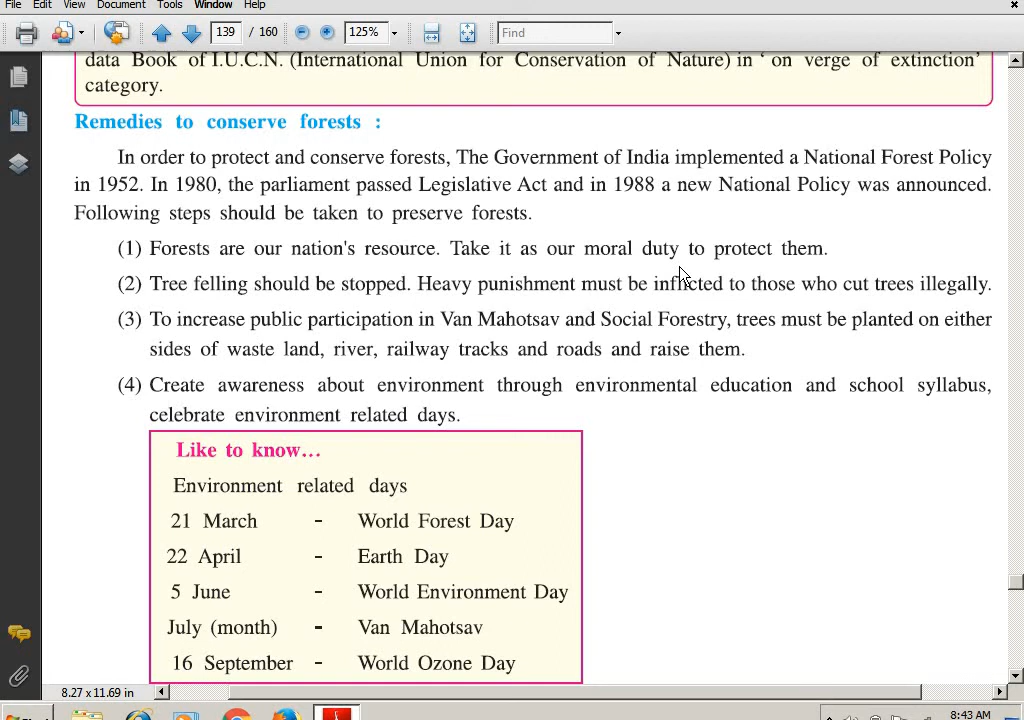 File Edit View Document Tools Window Help
139 / 160 125% Find
data Book of I.U.C.N. (International Union for Conservation of Nature) in ' on verge of extinction'
category.
Remedies to conserve forests :
In order to protect and conserve forests, The Government of India implemented a National Forest Policy
in 1952. In 1980, the parliament passed Legislative Act and in 1988 a new National Policy was announced.
Following steps should be taken to preserve forests.
(1) Forests are our nation's resource. Take it as our moral duty to protect them.
(2) Tree felling should be stopped. Heavy punishment must be inflicted to those who cut trees illegally.
(3) To increase public participation in Van Mahotsav and Social Forestry, trees must be planted on either
sides of waste land, river, railway tracks and roads and raise them.
(4) Create awareness about environment through environmental education and school syllabus,
celebrate environment related days.
Like to know...
Environment related days
21 March - World Forest Day
22 April - Earth Day
5 June - World Environment Day
July (month) - Van Mahotsav
16 September - World Ozone Day
8.27 x 11.69 in
8:43 AM